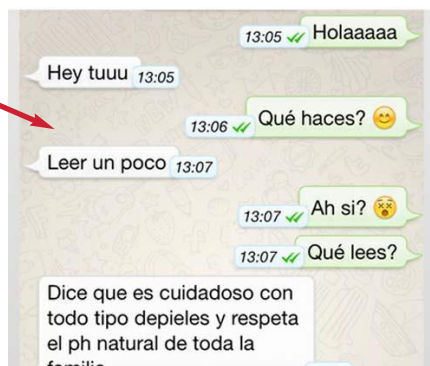 13:05 Holaaaaa
Hey tuuu 13:05
13:06 Qué haces? 😊
Leer un poco 13:07
13:07 Ah si? 😵
13:07 Qué lees?
Dice que es cuidadoso con
todo tipo depieles y respeta
el ph natural de toda la
familia